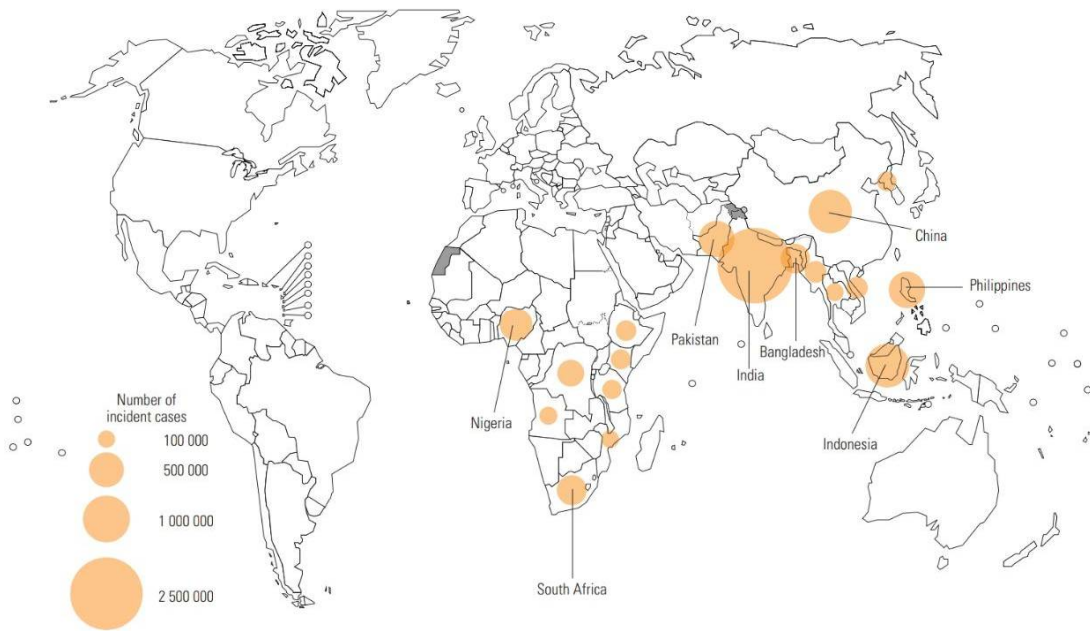 China
Philippines
Pakistan
Bangladesh
India
Nigeria
Indonesia
South Africa
Number of
incident cases
100 000
500 000
1 000 000
2 500 000